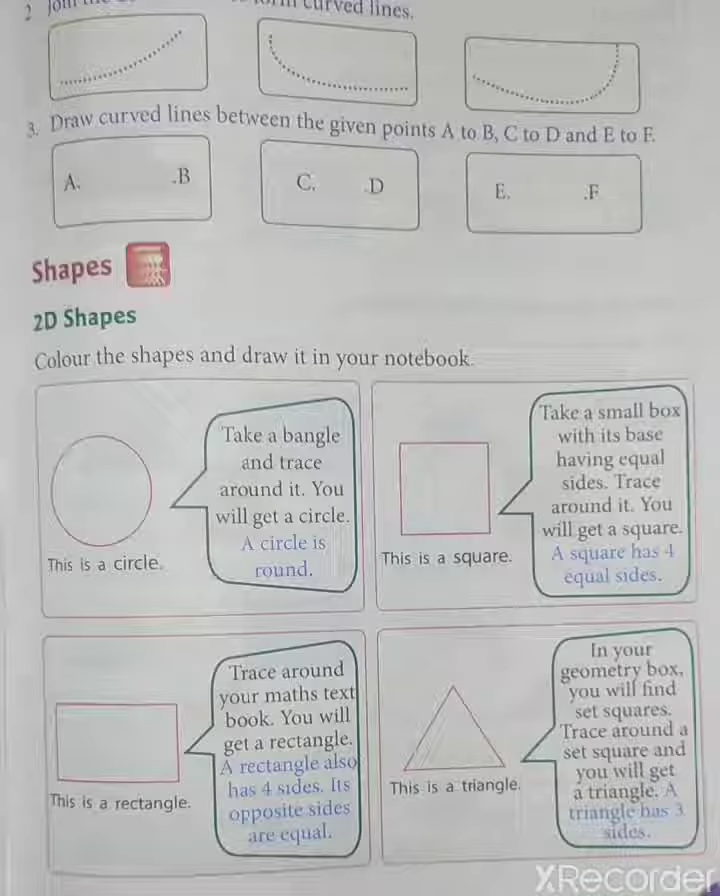 2 Join the
curved lines.
3. Draw curved lines between the given points A to B, C to D and E to F.
A. .B
C. .D
E. .F
Shapes
2D Shapes
Colour the shapes and draw it in your notebook.
Take a bangle
and trace
around it. You
will get a circle.
A circle is
round.
This is a circle.
Take a small box
with its base
having equal
sides. Trace
around it. You
will get a square.
A square has 4
equal sides.
This is a square.
Trace around
your maths text
book. You will
get a rectangle.
A rectangle also
has 4 sides. Its
opposite sides
are equal.
This is a rectangle.
In your
geometry box,
you will find
set squares.
Trace around a
set square and
you will get
a triangle. A
triangle has 3
sides.
This is a triangle.
XRecorder